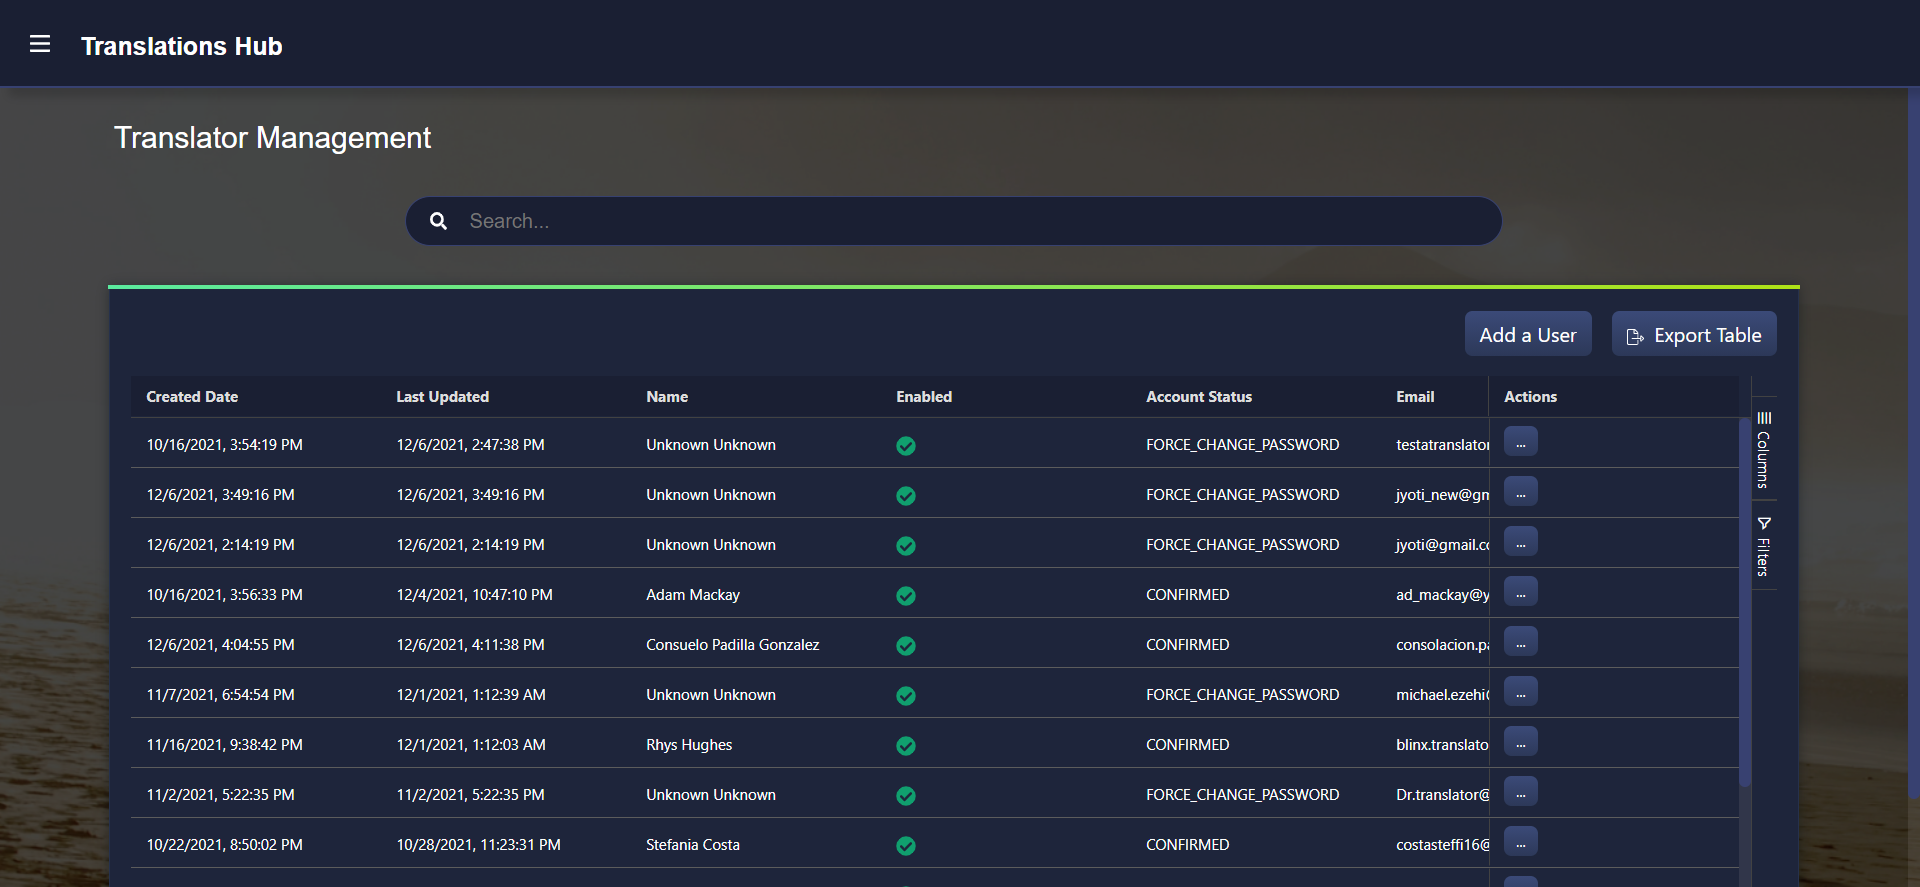 Translations Hub
Translator Management
Search...
Add a User Export Table
Created Date Last Updated Name Enabled Account Status Email Actions
10/16/2021, 3:54:19 PM 12/6/2021, 2:47:38 PM Unknown Unknown FORCE_CHANGE_PASSWORD testatranslator ...
12/6/2021, 3:49:16 PM 12/6/2021, 3:49:16 PM Unknown Unknown FORCE_CHANGE_PASSWORD jyoti_new@gm ...
12/6/2021, 2:14:19 PM 12/6/2021, 2:14:19 PM Unknown Unknown FORCE_CHANGE_PASSWORD jyoti@gmail.co ...
10/16/2021, 3:56:33 PM 12/4/2021, 10:47:10 PM Adam Mackay CONFIRMED ad_mackay@y ...
12/6/2021, 4:04:55 PM 12/6/2021, 4:11:38 PM Consuelo Padilla Gonzalez CONFIRMED consolacion.pa ...
11/7/2021, 6:54:54 PM 12/1/2021, 1:12:39 AM Unknown Unknown FORCE_CHANGE_PASSWORD michael.ezehi@ ...
11/16/2021, 9:38:42 PM 12/1/2021, 1:12:03 AM Rhys Hughes CONFIRMED blinx.translato ...
11/2/2021, 5:22:35 PM 11/2/2021, 5:22:35 PM Unknown Unknown FORCE_CHANGE_PASSWORD Dr.translator@ ...
10/22/2021, 8:50:02 PM 10/28/2021, 11:23:31 PM Stefania Costa CONFIRMED costasteffi16@ ...
Columns
Filters